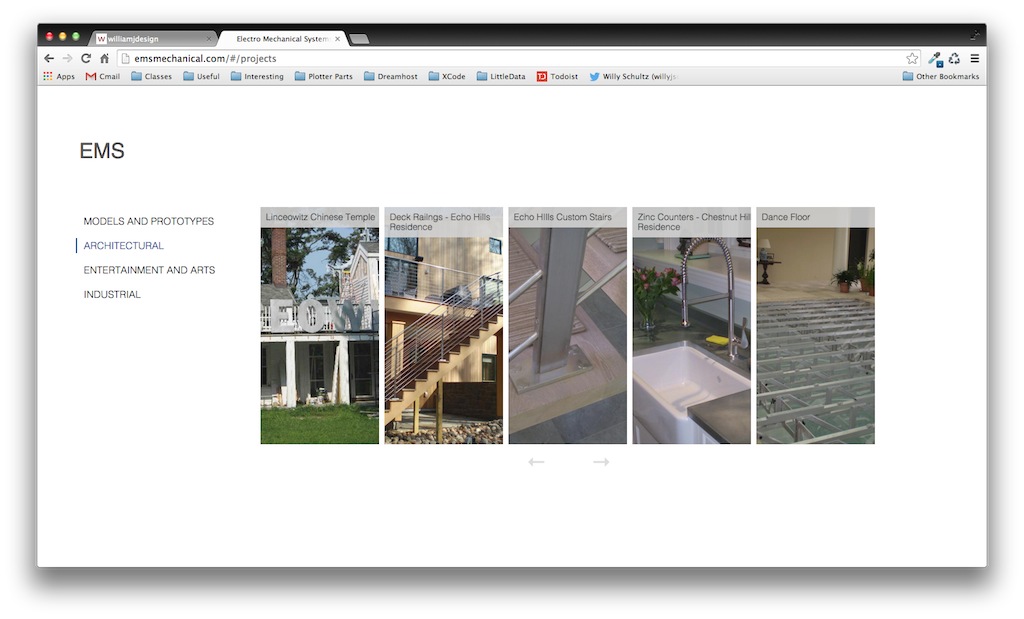 williamjdesign
Electro Mechanical System
emsmechanical.com/#/projects
Apps
Gmail
Classes
Useful
Interesting
Plotter Parts
Dreamhost
XCode
LittleData
Todoist
Willy Schultz (willyjs
Other Bookmarks
EMS
MODELS AND PROTOTYPES
ARCHITECTURAL
ENTERTAINMENT AND ARTS
INDUSTRIAL
Linceowitz Chinese Temple
Deck Railngs - Echo Hills
Residence
Echo HIlls Custom Stairs
Zinc Counters - Chestnut Hill
Residence
Dance Floor